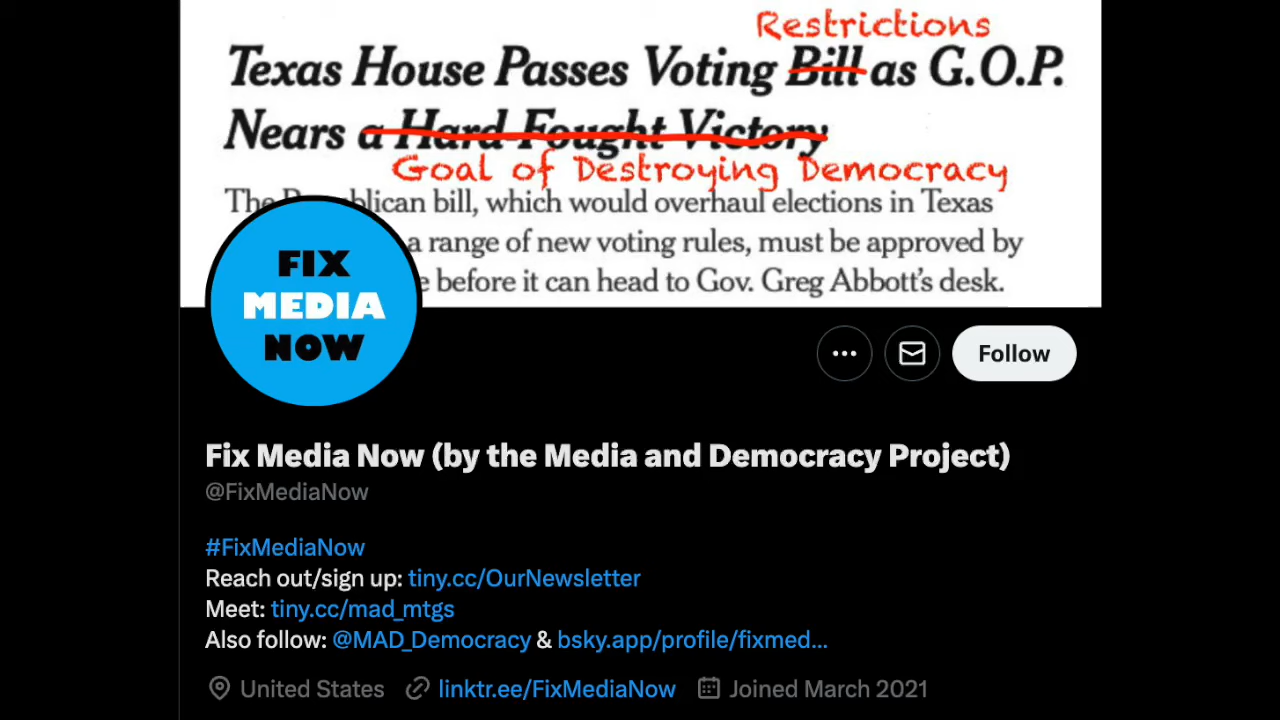 Restrictions
Texas House Passes Voting Bill as G.O.P.
Nears a Hard-Fought Victory
Goal of Destroying Democracy
The Republican bill, which would overhaul elections in Texas
a range of new voting rules, must be approved by
before it can head to Gov. Greg Abbott's desk.
FIX
MEDIA
NOW
Follow
Fix Media Now (by the Media and Democracy Project)
@FixMediaNow
#FixMediaNow
Reach out/sign up: tiny.cc/OurNewsletter
Meet: tiny.cc/mad_mtgs
Also follow: @MAD_Democracy & bsky.app/profile/fixmed...
United States linktr.ee/FixMediaNow Joined March 2021